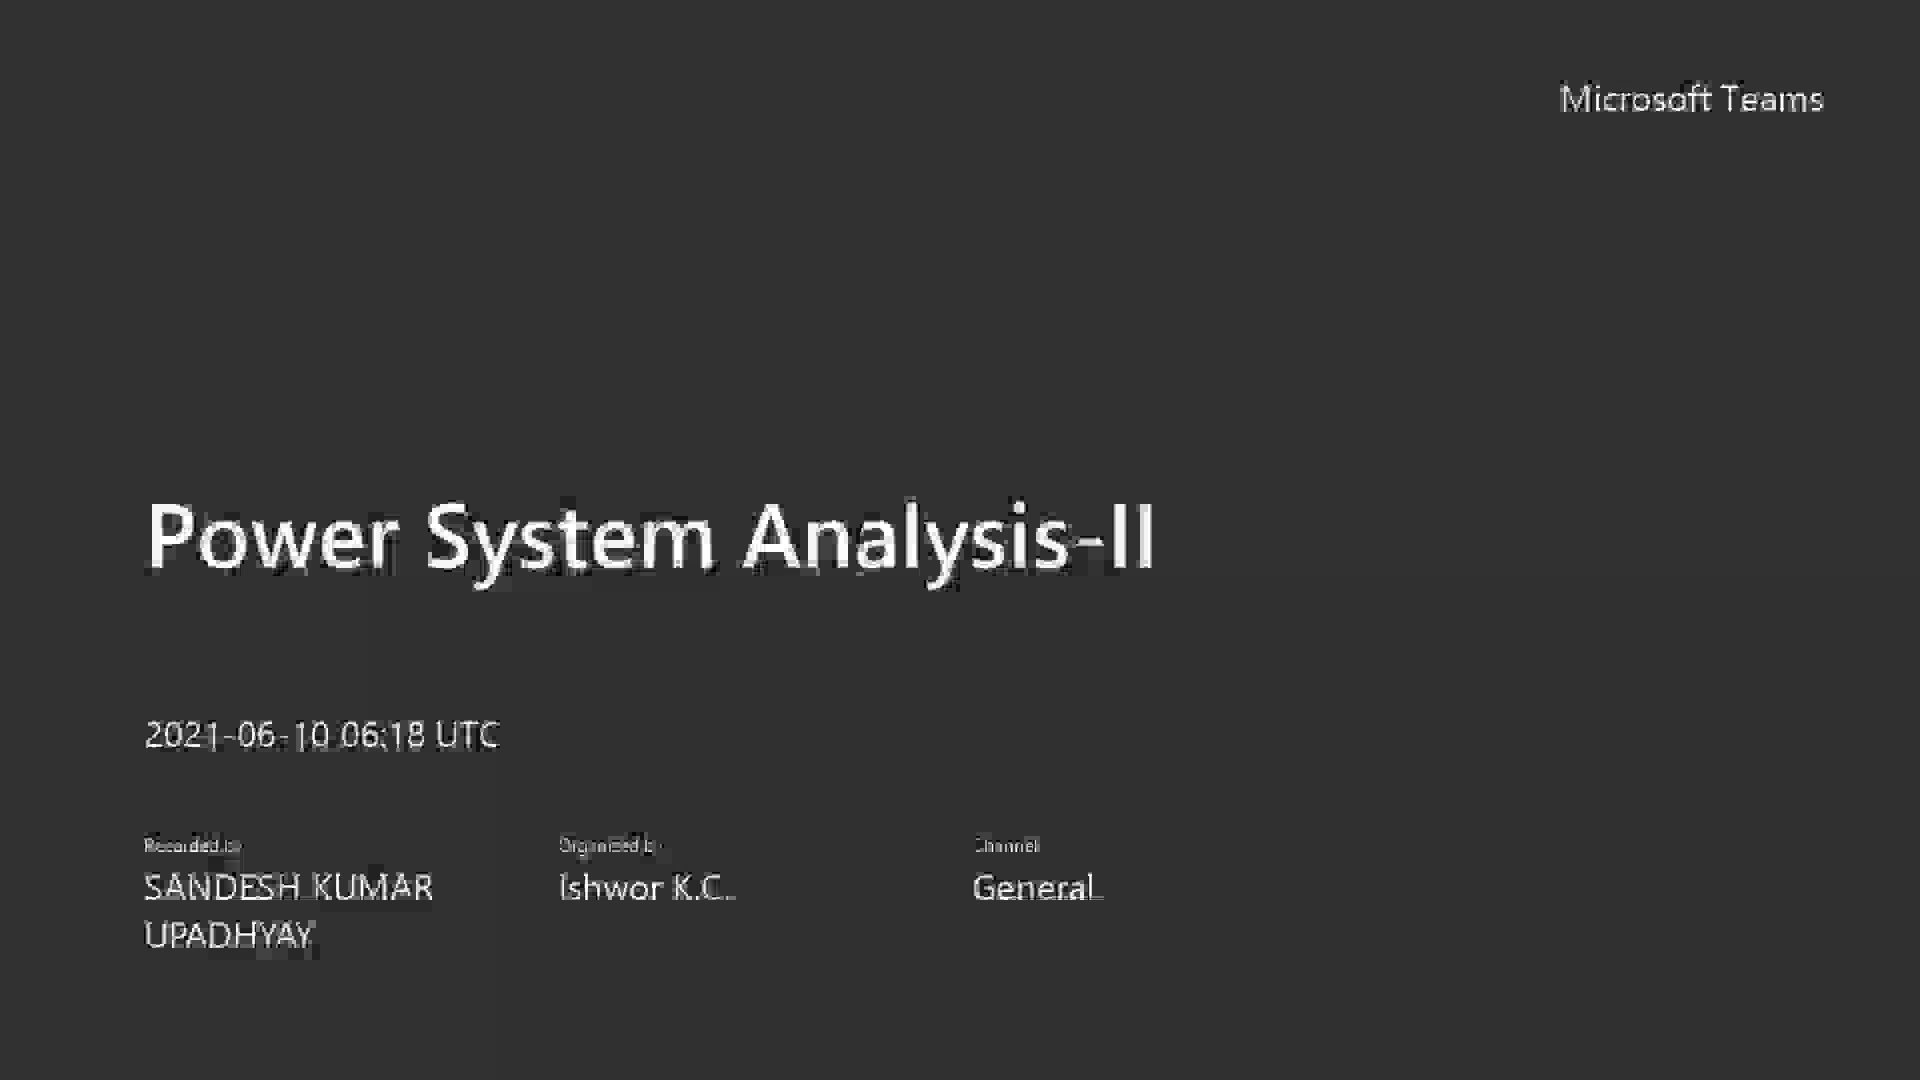 Microsoft Teams
Power System Analysis-II
2021-06-10 06:18 UTC
Recorded by
Organized by
Channel
SANDESH KUMAR
UPADHYAY
Ishwor K.C.
General